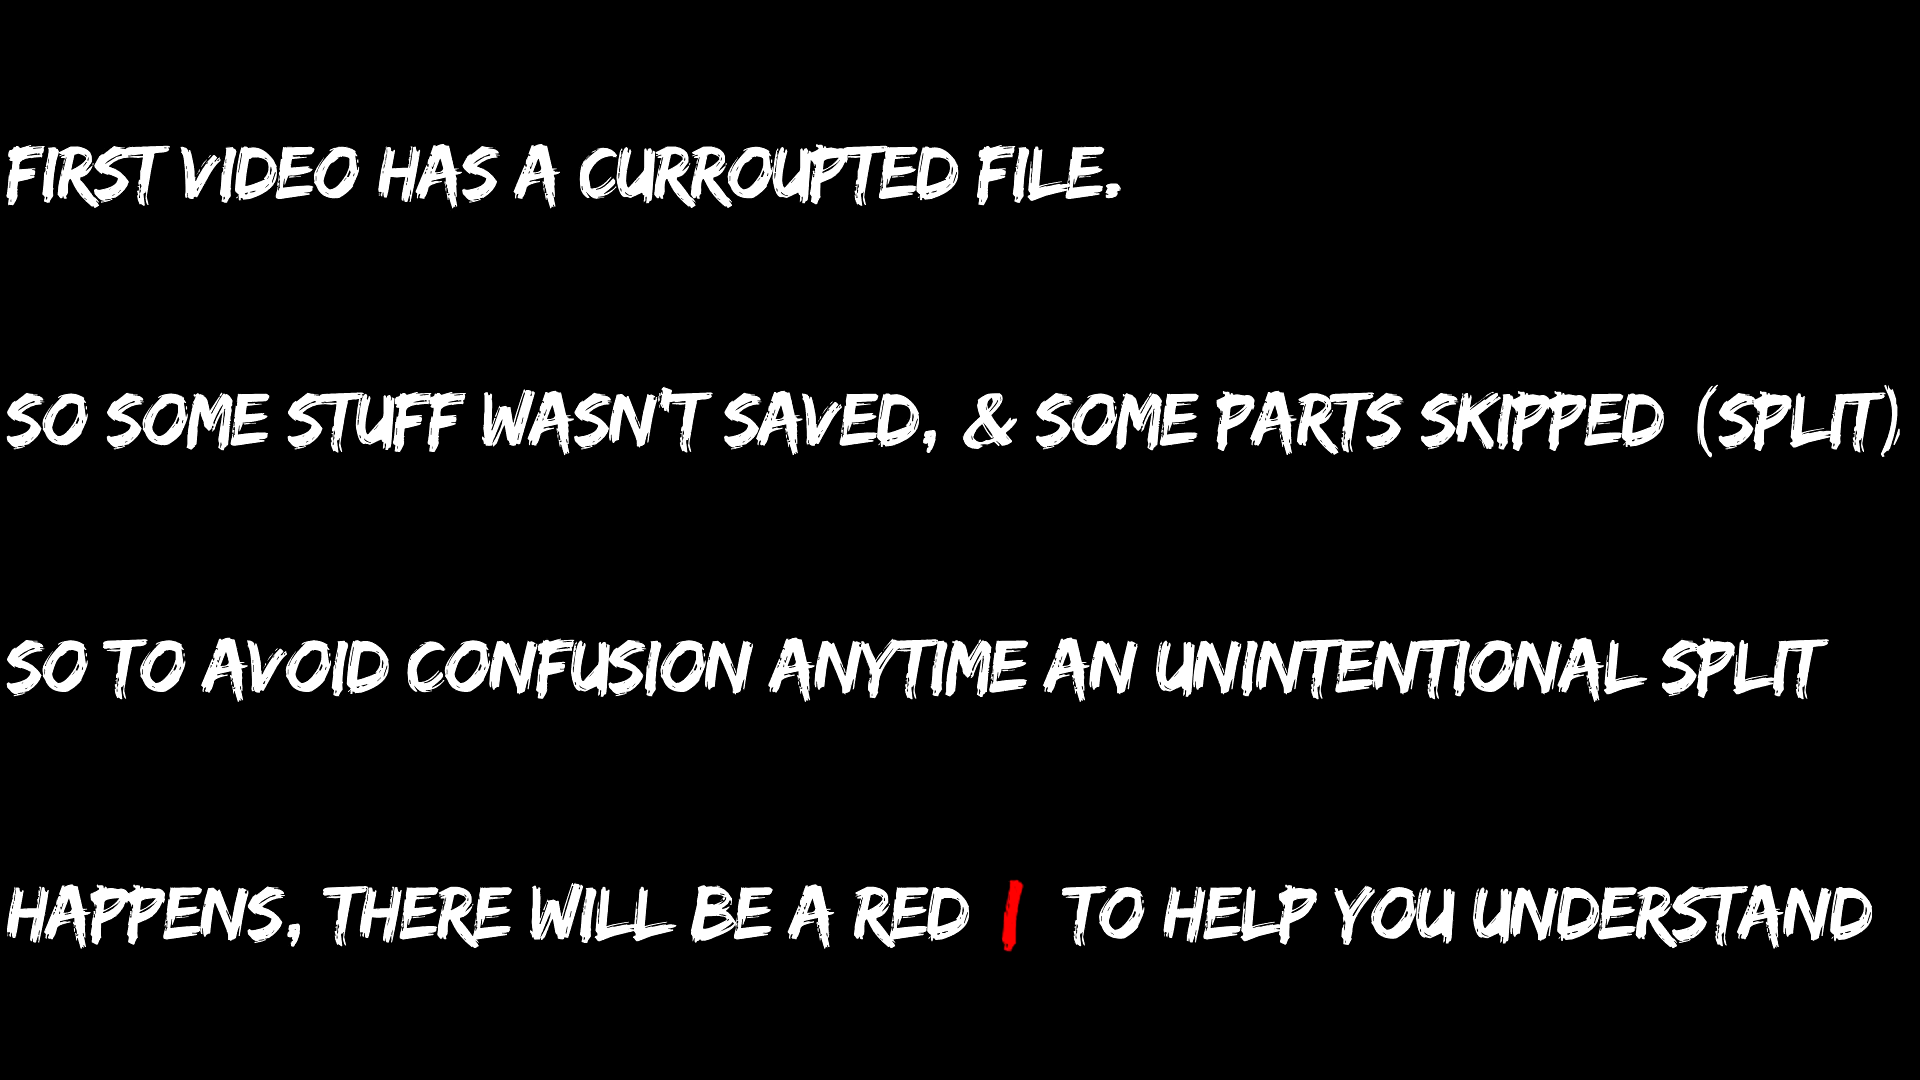 FIRST VIDEO HAS A CURROUPTED FILE.
SO SOME STUFF WASN'T SAVED, & SOME PARTS SKIPPED (SPLIT)
SO TO AVOID CONFUSION ANYTIME AN UNINTENTIONAL SPLIT
HAPPENS, THERE WILL BE A RED | TO HELP YOU UNDERSTAND